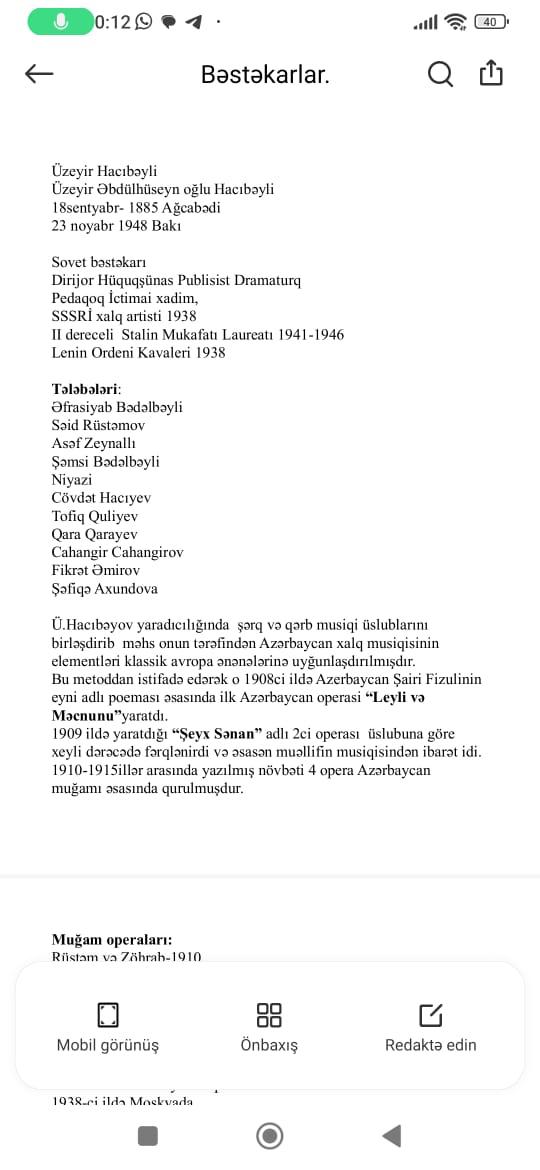 0:12
40
Bəstəkarlar.
Üzeyir Hacıbəyli
Üzeyir Əbdülhüseyn oğlu Hacıbəyli
18sentyabr- 1885 Ağcabədi
23 noyabr 1948 Bakı
Sovet bəstəkarı
Dirijor Hüquqşünas Publisist Dramaturq
Pedaqoq İctimai xadim,
SSSRİ xalq artisti 1938
II dereceli Stalin Mukafatı Laureatı 1941-1946
Lenin Ordeni Kavaleri 1938
Tələbələri:
Əfrasiyab Bədəlbəyli
Səid Rüstəmov
Asəf Zeynallı
Şəmsi Bədəlbəyli
Niyazi
Cövdət Hacıyev
Tofiq Quliyev
Qara Qarayev
Cahangir Cahangirov
Fikrət Əmirov
Şəfiqə Axundova
Ü.Hacıbəyov yaradıcılığında şərq və qərb musiqi üslublarını
birləşdirib məhs onun tərəfindən Azərbaycan xalq musiqisinin
elementləri klassik avropa ənənələrinə uyğunlaşdırılmışdır.
Bu metoddan istifadə edərək o 1908ci ildə Azerbaycan Şairi Fizulinin
eyni adlı poeması əsasında ilk Azərbaycan operasi “Leyli və
Məcnunu”yaratdı.
1909 ildə yaratdığı “Şeyx Sənan” adlı 2ci operası üslubuna görə
xeyli dərəcədə fərqlənirdi və əsasən muəllifin musiqisindən ibarət idi.
1910-1915illər arasında yazılmış növbəti 4 opera Azərbaycan
muğamı əsasında qurulmuşdur.
Muğam operaları:
Rüstəm və Zöhrab-1910
Mobil görünüş
Önbaxış
Redaktə edin
1938-ci ildə Moskvada